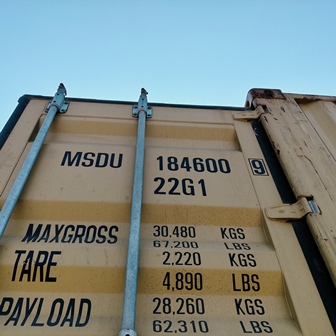 MSDU 184600 9
22G1
MAXGROSS 30,480 KGS
67,200 LBS
TARE 2,220 KGS
4,890 LBS
PAYLOAD 28,260 KGS
62,310 LBS